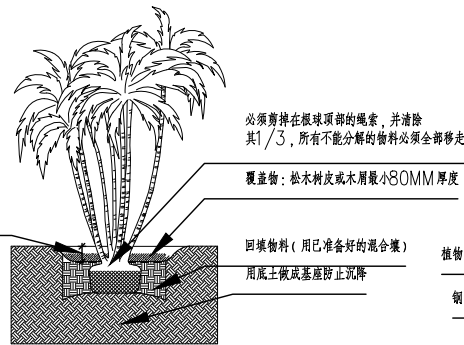 必须剪掉在根球顶部的绳索，并清除
其1/3，所有不能分解的物料必须全部移走
覆盖物：松木树皮或木屑最小80MM厚度
回填物料（用已准备好的混合壤）
植物
用底土做成基座防止沉降
钢